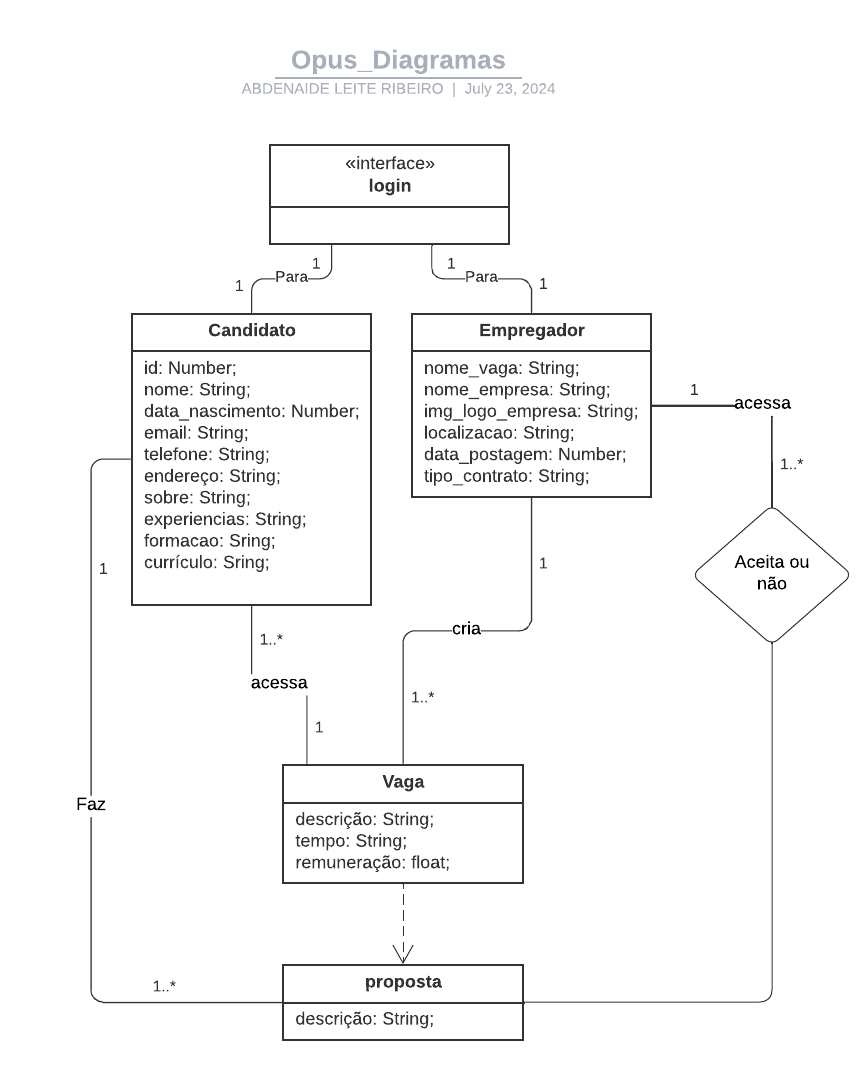 Opus_Diagramas
ABDENAIDE LEITE RIBEIRO | July 23, 2024
«interface»
login
1
Para
1
1
Para
1
Candidato
id: Number;
nome: String;
data_nascimento: Number;
email: String;
telefone: String;
endereço: String;
sobre: String;
experiencias: String;
formacao: Sring;
currículo: Sring;
Empregador
nome_vaga: String;
nome_empresa: String;
img_logo_empresa: String;
localizacao: String;
data_postagem: Number;
tipo_contrato: String;
1
acessa
1..*
Aceita ou
não
1
1
cria
1..*
1..*
acessa
1
Vaga
descrição: String;
tempo: String;
remuneração: float;
Faz
1..*
proposta
descrição: String;